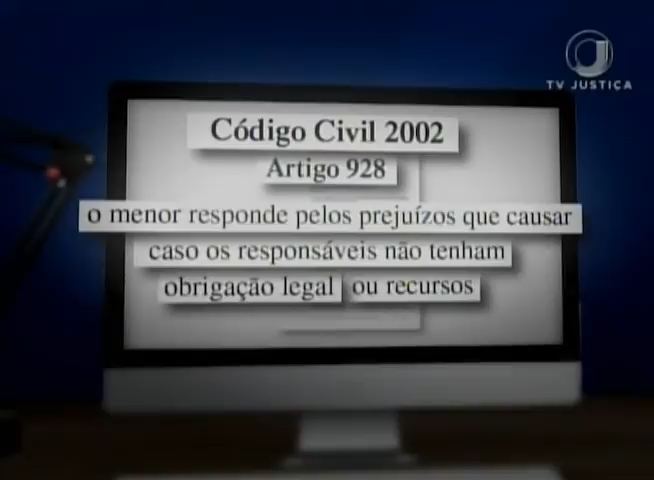 TV JUSTIÇA
Código Civil 2002
Artigo 928
o menor responde pelos prejuízos que causar
caso os responsáveis não tenham
obrigação legal ou recursos